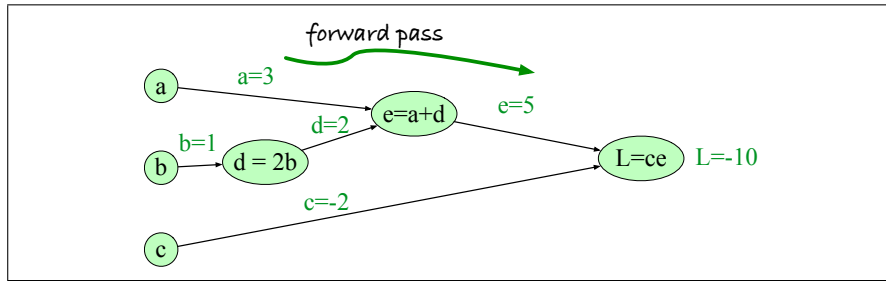 forward pass
a
a=3
e=a+d
e=5
d=2
b=1
b
d = 2b
L=ce
L=-10
c=-2
c